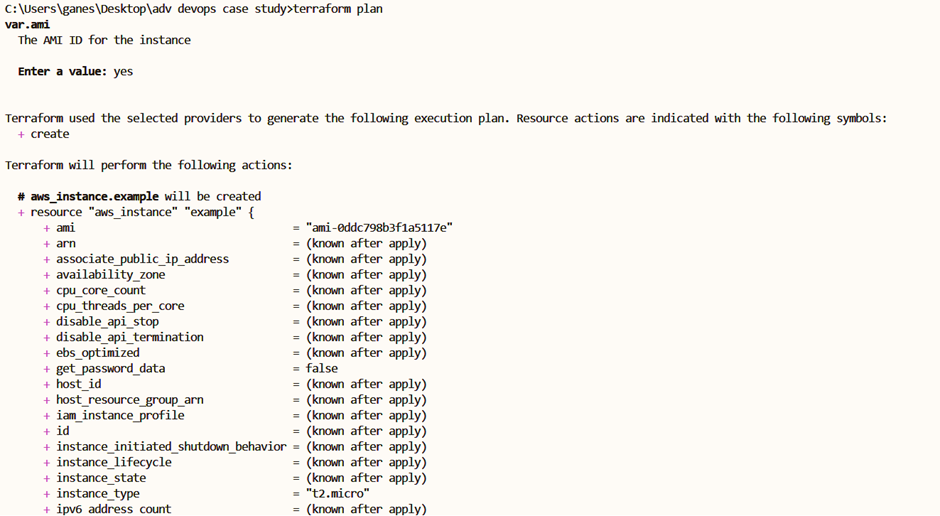 C:\Users\ganes\Desktop\adv devops case study>terraform plan
var.ami
  The AMI ID for the instance

  Enter a value: yes


Terraform used the selected providers to generate the following execution plan. Resource actions are indicated with the following symbols:
  + create

Terraform will perform the following actions:

  # aws_instance.example will be created
  + resource "aws_instance" "example" {
      + ami                                  = "ami-0ddc798b3f1a5117e"
      + arn                                  = (known after apply)
      + associate_public_ip_address          = (known after apply)
      + availability_zone                    = (known after apply)
      + cpu_core_count                       = (known after apply)
      + cpu_threads_per_core                 = (known after apply)
      + disable_api_stop                     = (known after apply)
      + disable_api_termination              = (known after apply)
      + ebs_optimized                        = (known after apply)
      + get_password_data                    = false
      + host_id                              = (known after apply)
      + host_resource_group_arn              = (known after apply)
      + iam_instance_profile                 = (known after apply)
      + id                                   = (known after apply)
      + instance_initiated_shutdown_behavior = (known after apply)
      + instance_lifecycle                   = (known after apply)
      + instance_state                       = (known after apply)
      + instance_type                        = "t2.micro"
      + ipv6_address_count                   = (known after apply)